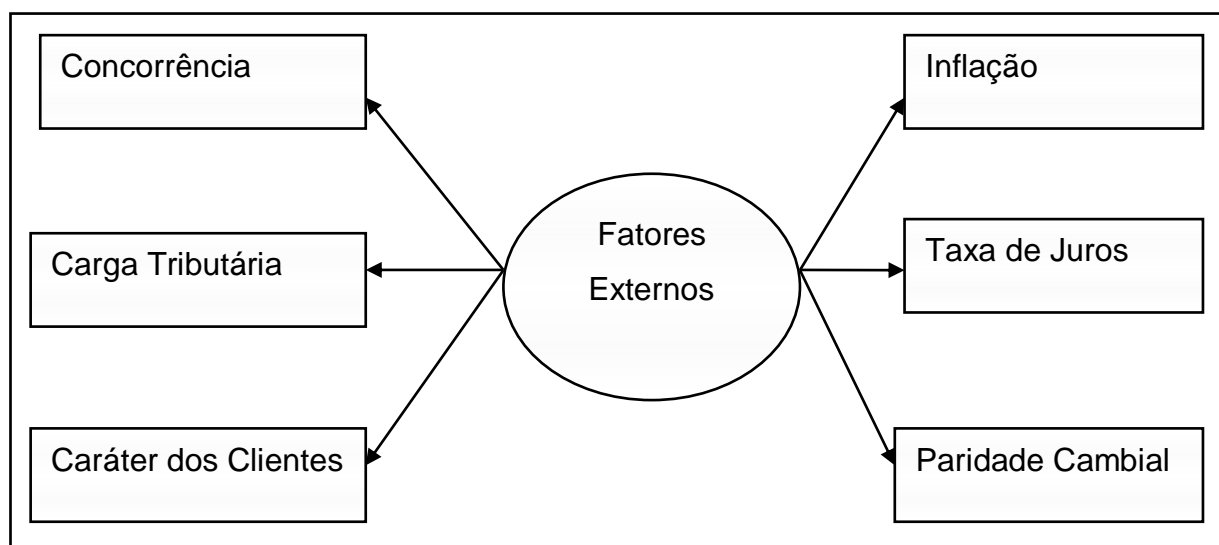 Concorrência
Inflação
Fatores
Externos
Carga Tributária
Taxa de Juros
Caráter dos Clientes
Paridade Cambial